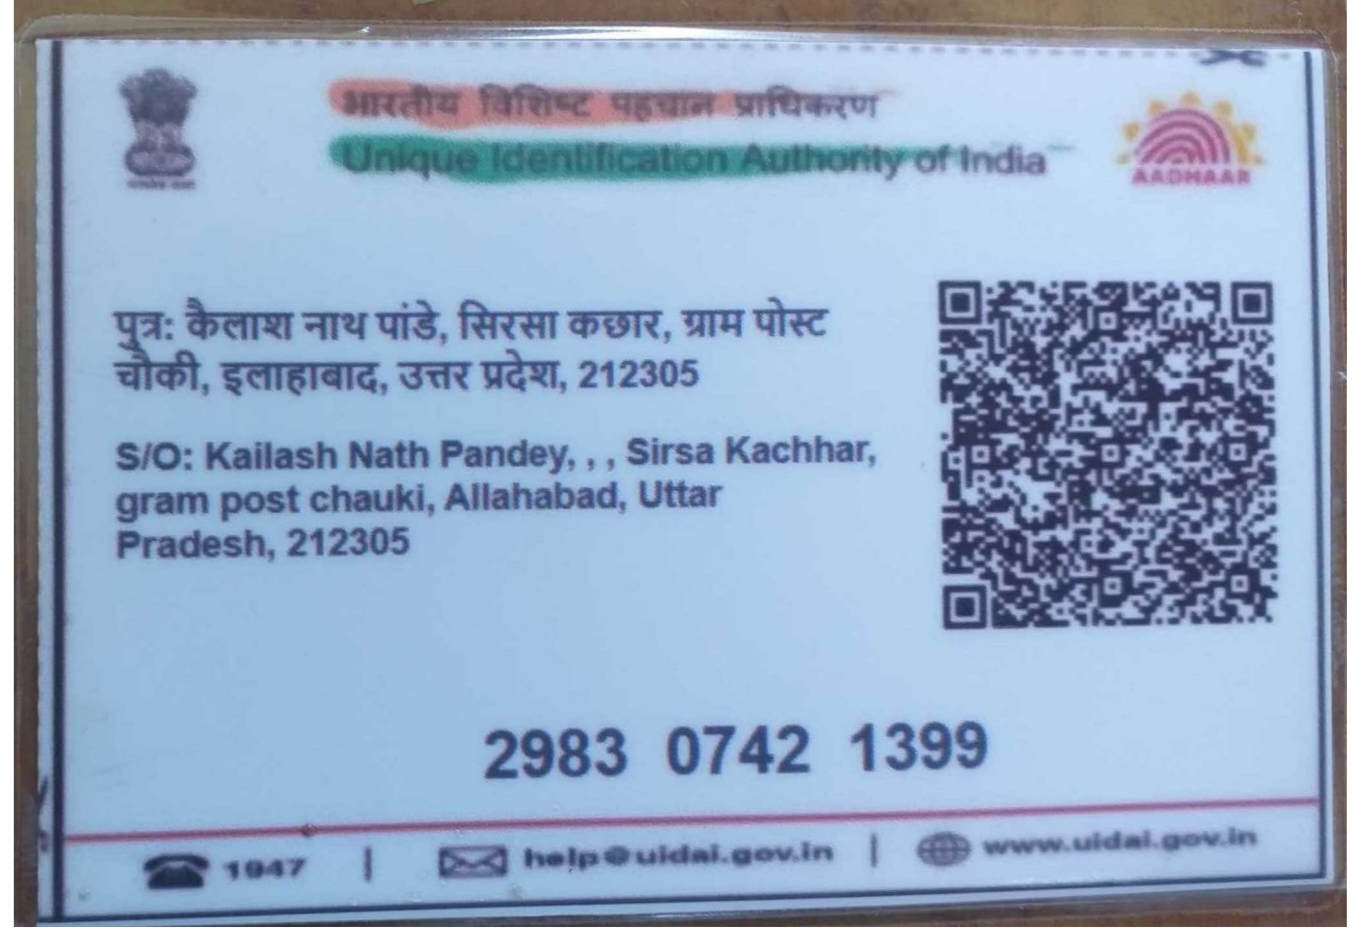 भारतीय विशिष्ट पहचान प्राधिकरण
Unique Identification Authority of India
AADHAAR
पुत्र: कैलाश नाथ पांडे, सिरसा कछार, ग्राम पोस्ट
चौकी, इलाहाबाद, उत्तर प्रदेश, 212305
S/O: Kailash Nath Pandey, , , Sirsa Kachhar,
gram post chauki, Allahabad, Uttar
Pradesh, 212305
2983 0742 1399
1947 | help@uidai.gov.in | www.uidai.gov.in